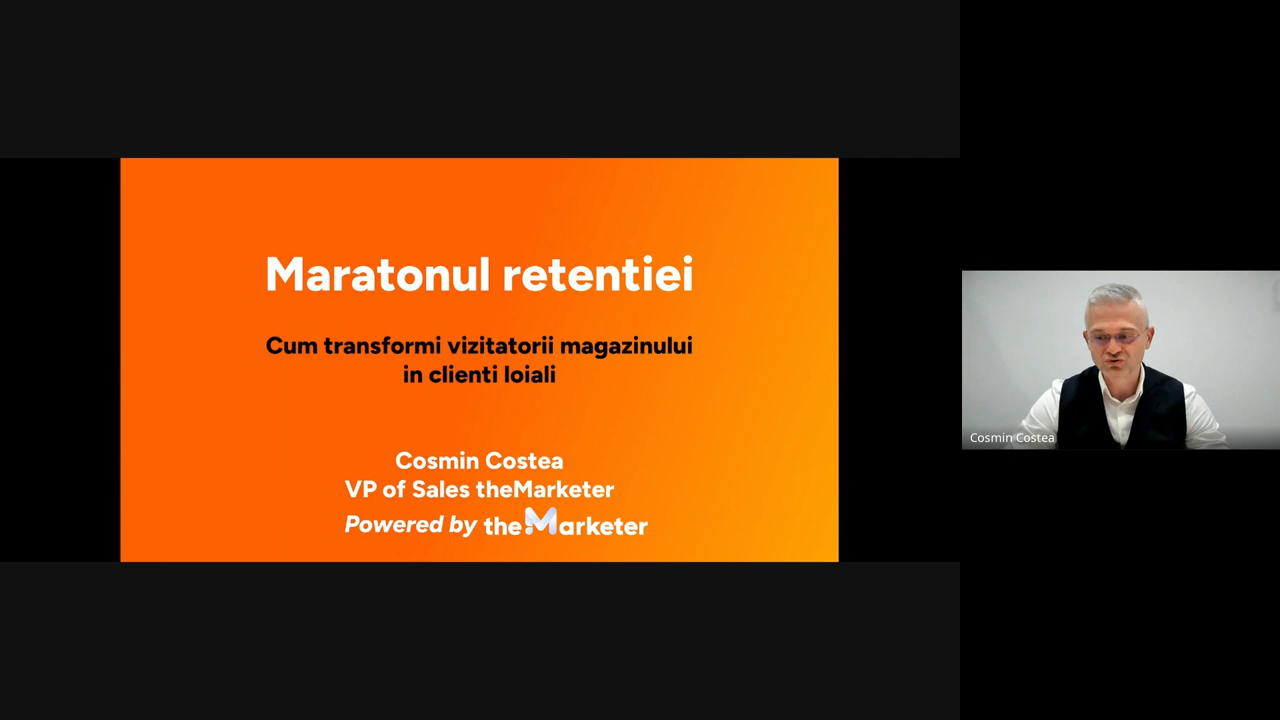 Maratonul retentiei
Cum transformi vizitatorii magazinului
in clienti loiali
Cosmin Costea
VP of Sales theMarketer
Powered by theMarketer
Cosmin Costea